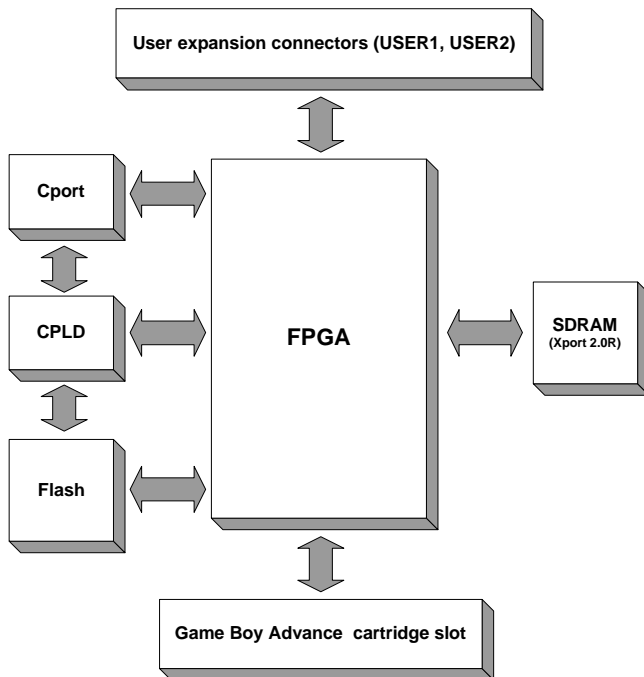 User expansion connectors (USER1, USER2)
Cport
CPLD
FPGA
SDRAM
(Xport 2.0R)
Flash
Game Boy Advance cartridge slot